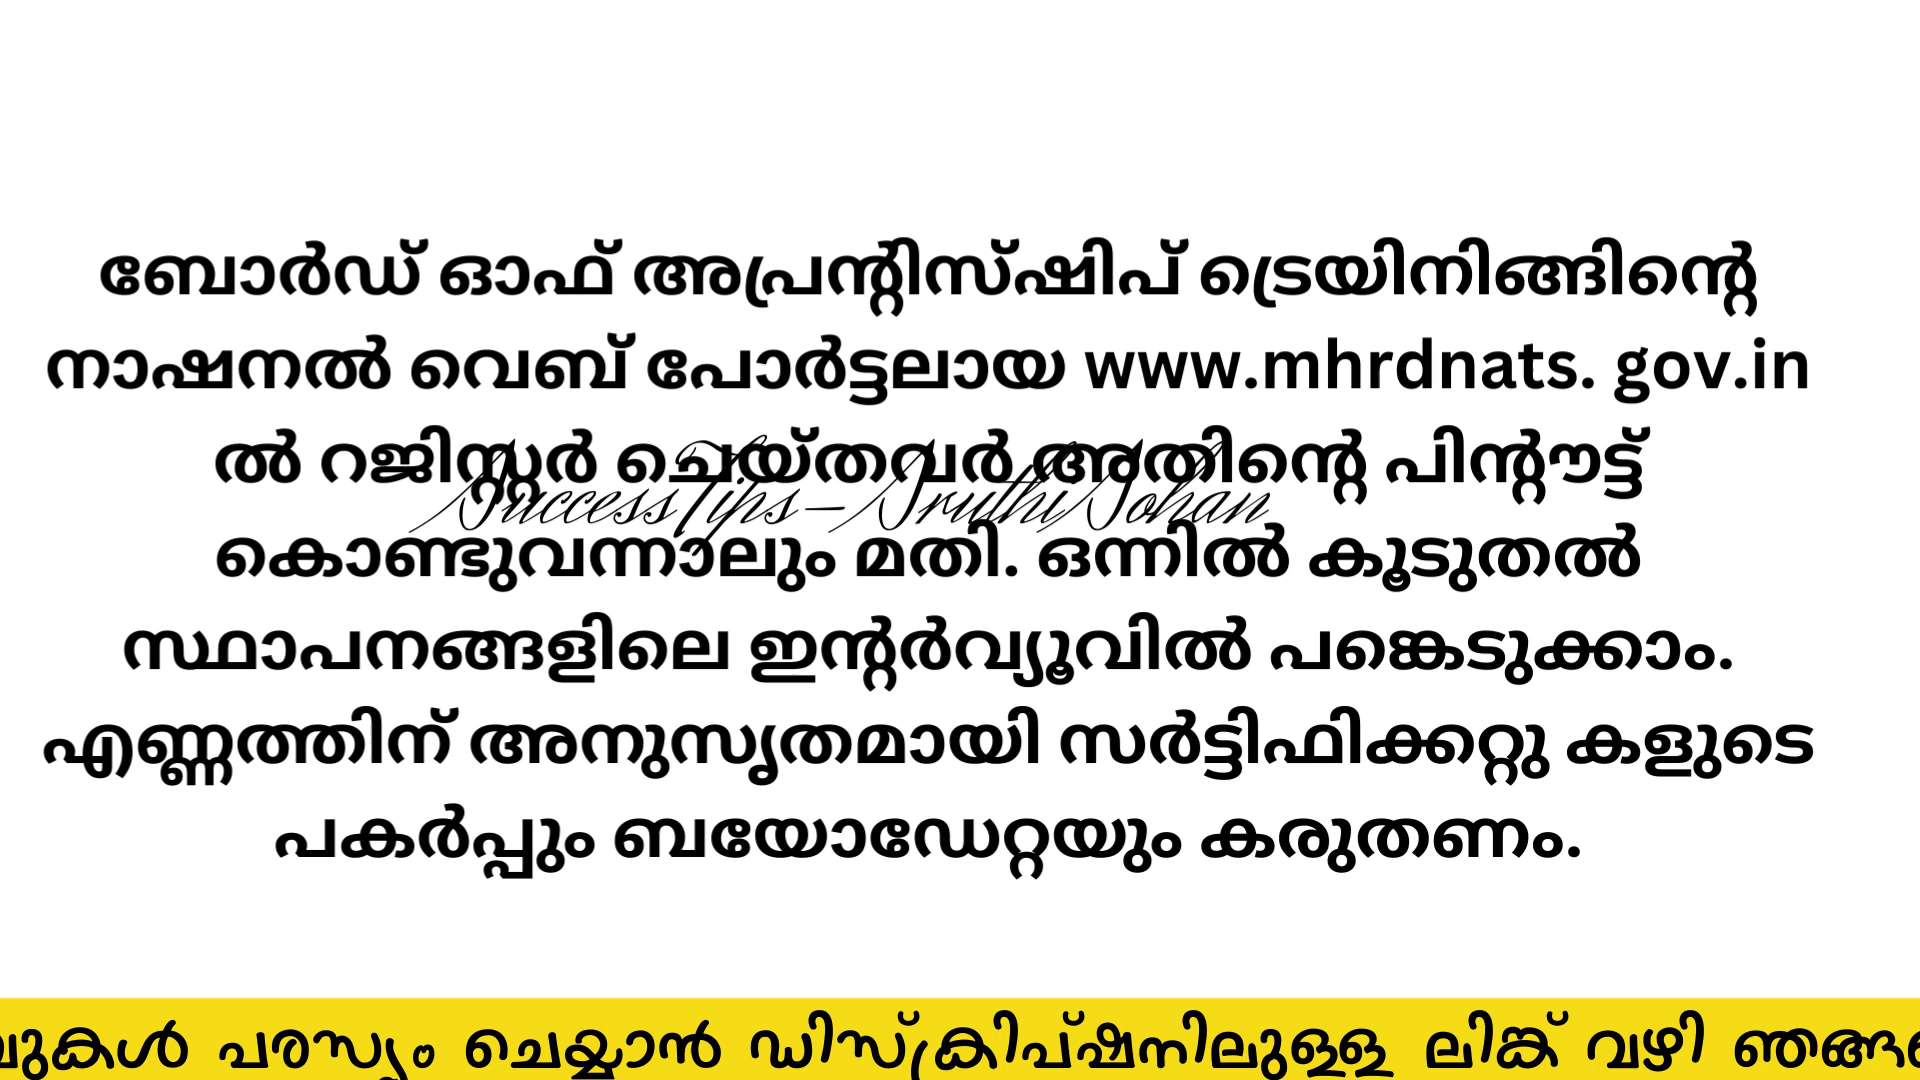 ബോർഡ് ഓഫ് അപ്രന്റിസ്ഷിപ് ട്രെയിനിങ്ങിന്റെ
നാഷനൽ വെബ് പോർട്ടലായ www.mhrdnats. gov.in
ൽ റജിസ്റ്റർ ചെയ്തവർ അതിന്റെ പിന്റൗട്ട്
SuccessTips-SruthiSohan
കൊണ്ടുവന്നാലും മതി. ഒന്നിൽ കൂടുതൽ
സ്ഥാപനങ്ങളിലെ ഇന്റർവ്യൂവിൽ പങ്കെടുക്കാം.
എണ്ണത്തിന് അനുസൃതമായി സർട്ടിഫിക്കറ്റു കളുടെ
പകർപ്പും ബയോഡേറ്റയും കരുതണം.
പരസ്യം ചെയ്യാൻ ഡിസ്ക്രിപ്ഷനിലുള്ള ലിങ്ക് വഴി